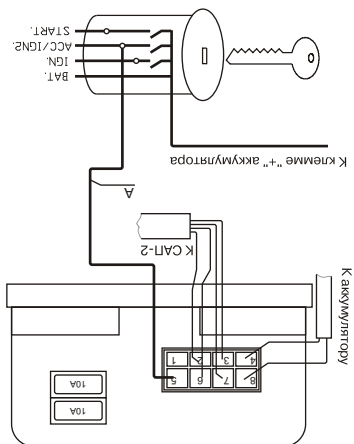 10А
10А
8 7 6 5
4 3 2 1
К аккумулятору
К САП-2
А
К клемме "+" аккумулятора
BAT.
IGN.
ACC/IGN2.
START.